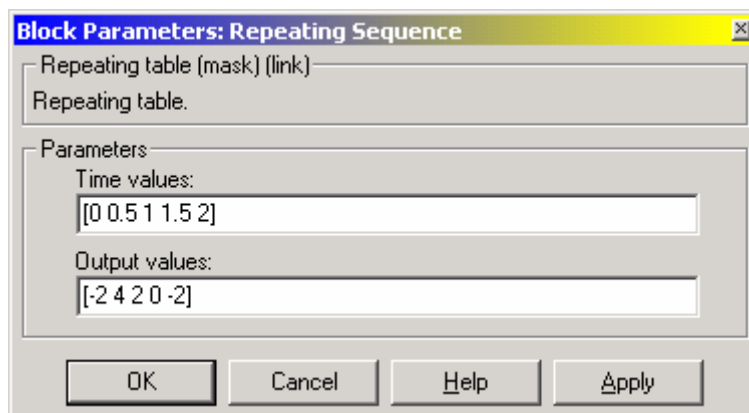 Block Parameters: Repeating Sequence
Repeating table (mask) (link)
Repeating table.
Parameters
Time values:
[0 0.5 1 1.5 2]
Output values:
[-2 4 2 0 -2]
OK Cancel Help Apply